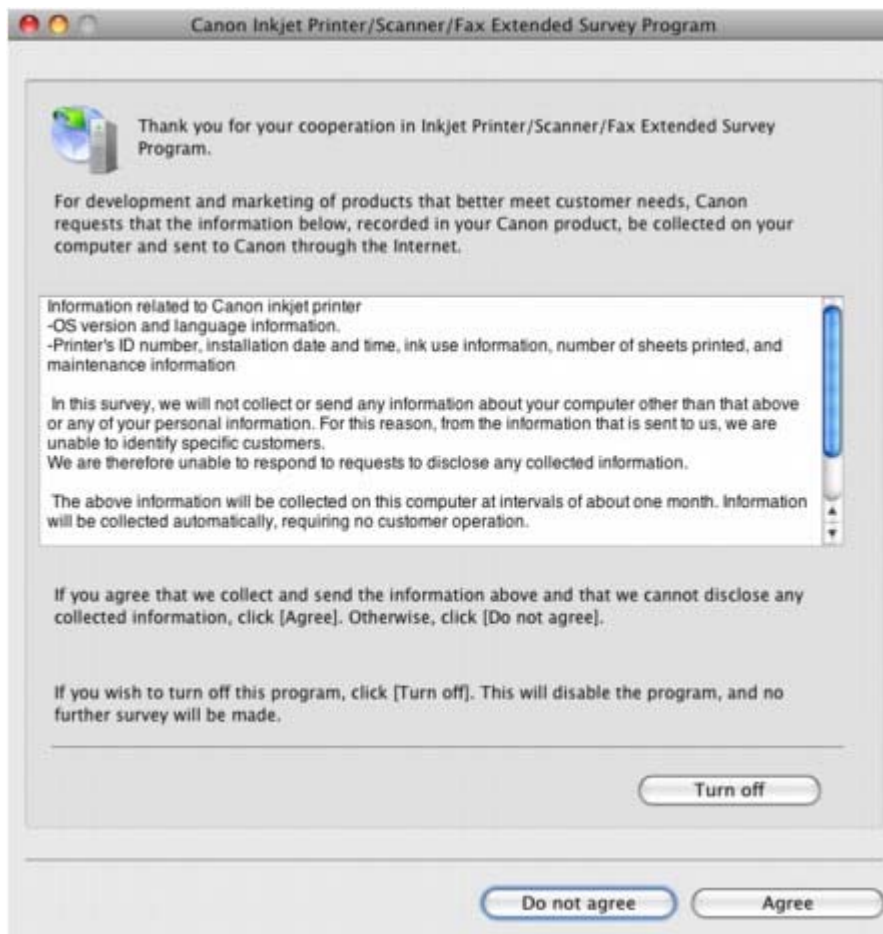 Canon Inkjet Printer/Scanner/Fax Extended Survey Program
Thank you for your cooperation in Inkjet Printer/Scanner/Fax Extended Survey
Program.
For development and marketing of products that better meet customer needs, Canon
requests that the information below, recorded in your Canon product, be collected on your
computer and sent to Canon through the Internet.
Information related to Canon inkjet printer
-OS version and language information.
-Printer's ID number, installation date and time, ink use information, number of sheets printed, and
maintenance information
In this survey, we will not collect or send any information about your computer other than that above
or any of your personal information. For this reason, from the information that is sent to us, we are
unable to identify specific customers.
We are therefore unable to respond to requests to disclose any collected information.
The above information will be collected on this computer at intervals of about one month. Information
will be collected automatically, requiring no customer operation.
If you agree that we collect and send the information above and that we cannot disclose any
collected information, click [Agree]. Otherwise, click [Do not agree].
If you wish to turn off this program, click [Turn off]. This will disable the program, and no
further survey will be made.
Turn off
Do not agree
Agree